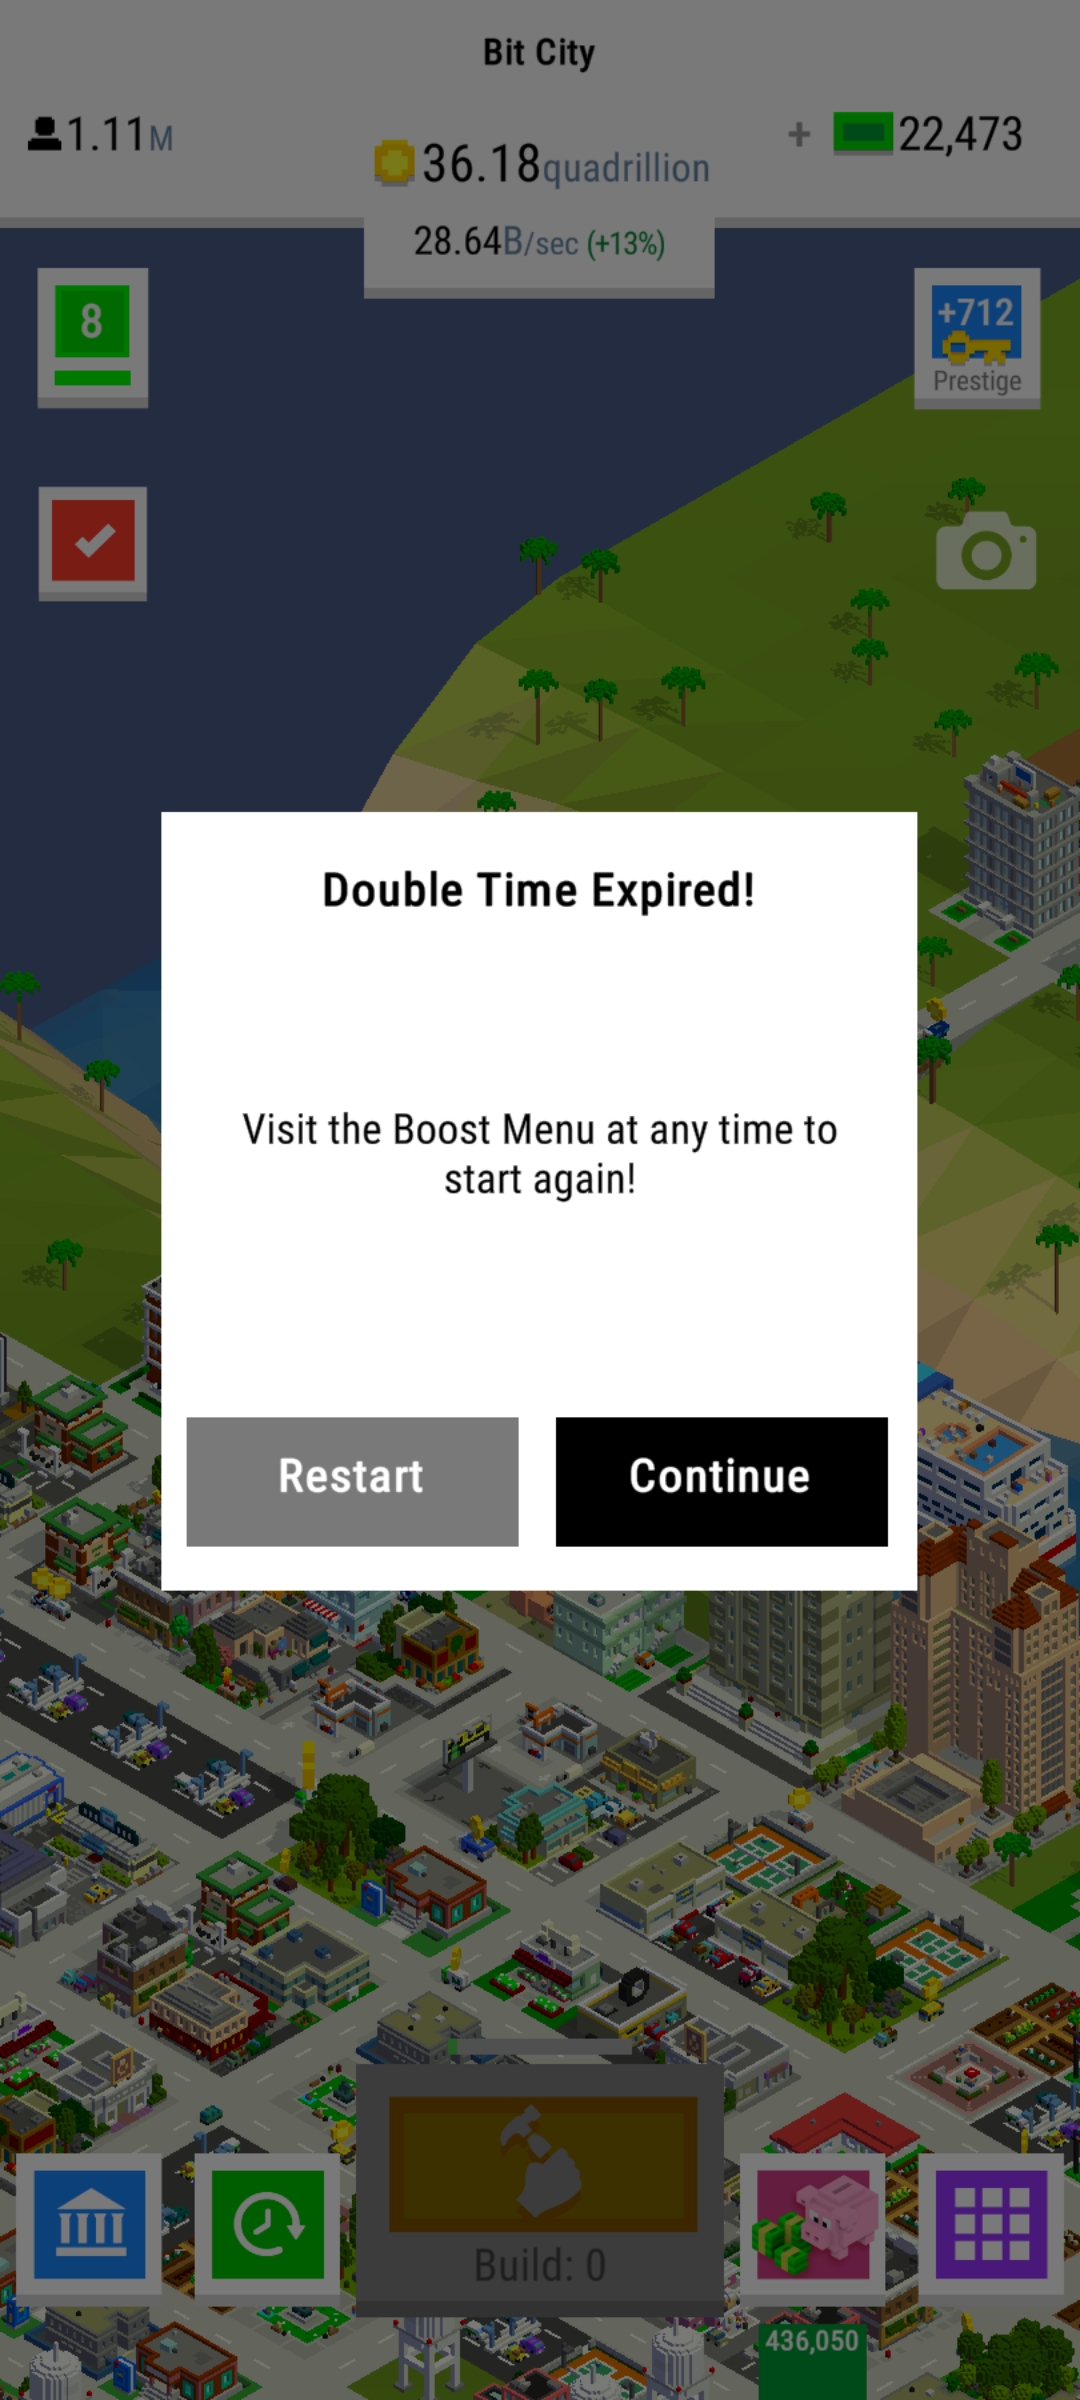 Bit City
1.11M
36.18quadrillion
+ 22,473
28.64B/sec (+13%)
8
+712
Prestige
Double Time Expired!
Visit the Boost Menu at any time to
start again!
Restart
Continue
Build: 0
436,050